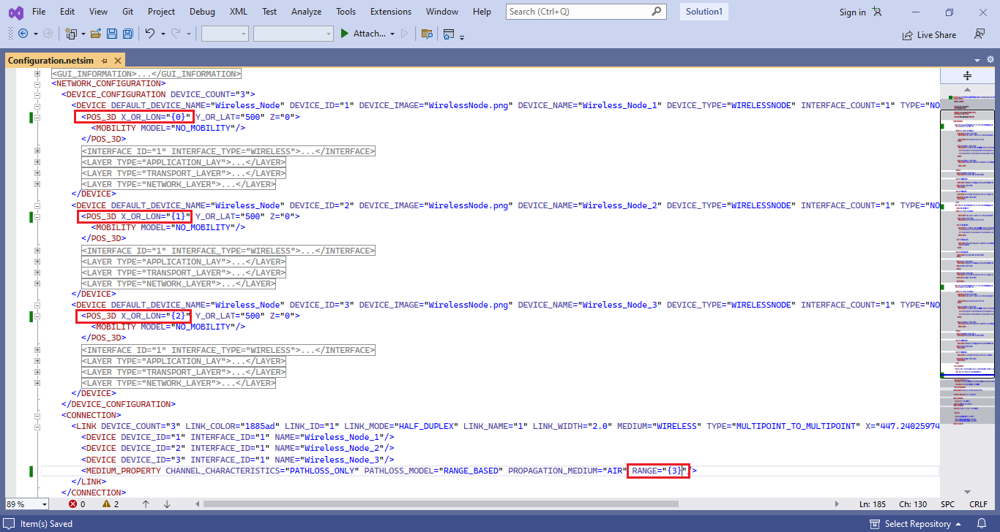 File Edit View Git Project Debug XML Test Analyze Tools Extensions Window Help Search (Ctrl+Q) Solution1 Sign in
Attach... Live Share
Configuration.netsim
<GUI_INFORMATION>...</GUI_INFORMATION>
<NETWORK_CONFIGURATION>
<DEVICE_CONFIGURATION DEVICE_COUNT="3">
<DEVICE DEFAULT_DEVICE_NAME="Wireless_Node" DEVICE_ID="1" DEVICE_IMAGE="WirelessNode.png" DEVICE_NAME="Wireless_Node_1" DEVICE_TYPE="WIRELESSNODE" INTERFACE_COUNT="1" TYPE="NO
<POS_3D X_OR_LON="{0}" Y_OR_LAT="500" Z="0">
<MOBILITY MODEL="NO_MOBILITY"/>
</POS_3D>
<INTERFACE ID="1" INTERFACE_TYPE="WIRELESS">...</INTERFACE>
<LAYER TYPE="APPLICATION_LAY">...</LAYER>
<LAYER TYPE="TRANSPORT_LAYER">...</LAYER>
<LAYER TYPE="NETWORK_LAYER">...</LAYER>
</DEVICE>
<DEVICE DEFAULT_DEVICE_NAME="Wireless_Node" DEVICE_ID="2" DEVICE_IMAGE="WirelessNode.png" DEVICE_NAME="Wireless_Node_2" DEVICE_TYPE="WIRELESSNODE" INTERFACE_COUNT="1" TYPE="NO
<POS_3D X_OR_LON="{1}" Y_OR_LAT="500" Z="0">
<MOBILITY MODEL="NO_MOBILITY"/>
</POS_3D>
<INTERFACE ID="1" INTERFACE_TYPE="WIRELESS">...</INTERFACE>
<LAYER TYPE="APPLICATION_LAY">...</LAYER>
<LAYER TYPE="TRANSPORT_LAYER">...</LAYER>
<LAYER TYPE="NETWORK_LAYER">...</LAYER>
</DEVICE>
<DEVICE DEFAULT_DEVICE_NAME="Wireless_Node" DEVICE_ID="3" DEVICE_IMAGE="WirelessNode.png" DEVICE_NAME="Wireless_Node_3" DEVICE_TYPE="WIRELESSNODE" INTERFACE_COUNT="1" TYPE="NO
<POS_3D X_OR_LON="{2}" Y_OR_LAT="500" Z="0">
<MOBILITY MODEL="NO_MOBILITY"/>
</POS_3D>
<INTERFACE ID="1" INTERFACE_TYPE="WIRELESS">...</INTERFACE>
<LAYER TYPE="APPLICATION_LAY">...</LAYER>
<LAYER TYPE="TRANSPORT_LAYER">...</LAYER>
<LAYER TYPE="NETWORK_LAYER">...</LAYER>
</DEVICE>
</DEVICE_CONFIGURATION>
<CONNECTION>
<LINK DEVICE_COUNT="3" LINK_COLOR="1885ad" LINK_ID="1" LINK_MODE="HALF_DUPLEX" LINK_NAME="1" LINK_WIDTH="2.0" MEDIUM="WIRELESS" TYPE="MULTIPOINT_TO_MULTIPOINT" X="447.24025974
<DEVICE DEVICE_ID="1" INTERFACE_ID="1" NAME="Wireless_Node_1"/>
<DEVICE DEVICE_ID="2" INTERFACE_ID="1" NAME="Wireless_Node_2"/>
<DEVICE DEVICE_ID="3" INTERFACE_ID="1" NAME="Wireless_Node_3"/>
<MEDIUM_PROPERTY CHANNEL_CHARACTERISTICS="PATHLOSS_ONLY" PATHLOSS_MODEL="RANGE_BASED" PROPAGATION_MEDIUM="AIR" RANGE="{3}"/>
</LINK>
</CONNECTION>
89 % 0 2 Ln: 185 Ch: 130 SPC CRLF
Item(s) Saved Select Repository